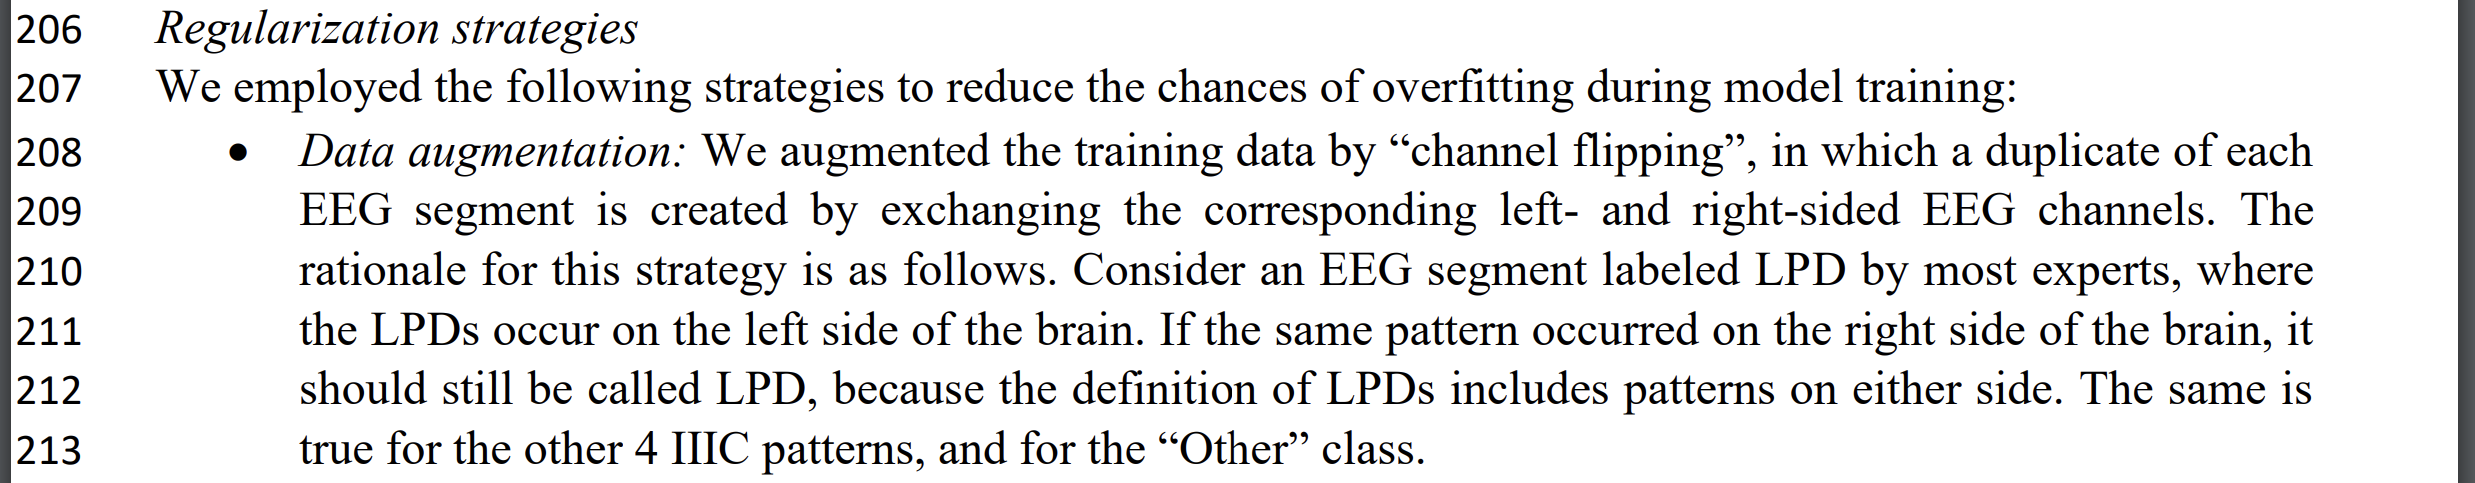 206 Regularization strategies
207 We employed the following strategies to reduce the chances of overfitting during model training:
208 • Data augmentation: We augmented the training data by “channel flipping”, in which a duplicate of each
209 EEG segment is created by exchanging the corresponding left- and right-sided EEG channels. The
210 rationale for this strategy is as follows. Consider an EEG segment labeled LPD by most experts, where
211 the LPDs occur on the left side of the brain. If the same pattern occurred on the right side of the brain, it
212 should still be called LPD, because the definition of LPDs includes patterns on either side. The same is
213 true for the other 4 IIIC patterns, and for the “Other” class.